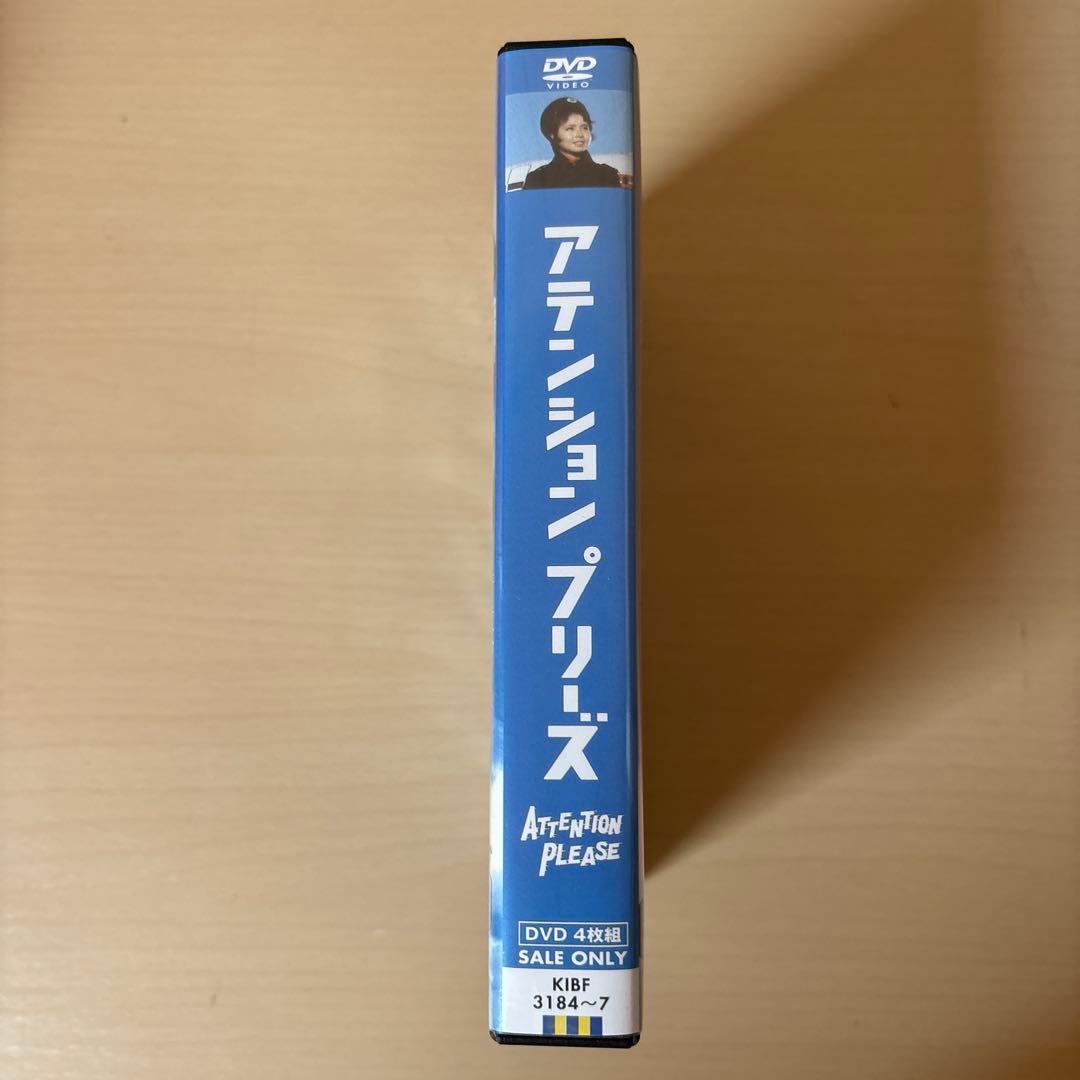 DVD
VIDEO
アテンションプリーズ
ATTENTION
PLEASE
DVD 4枚組
SALE ONLY
KIBF
3184〜7